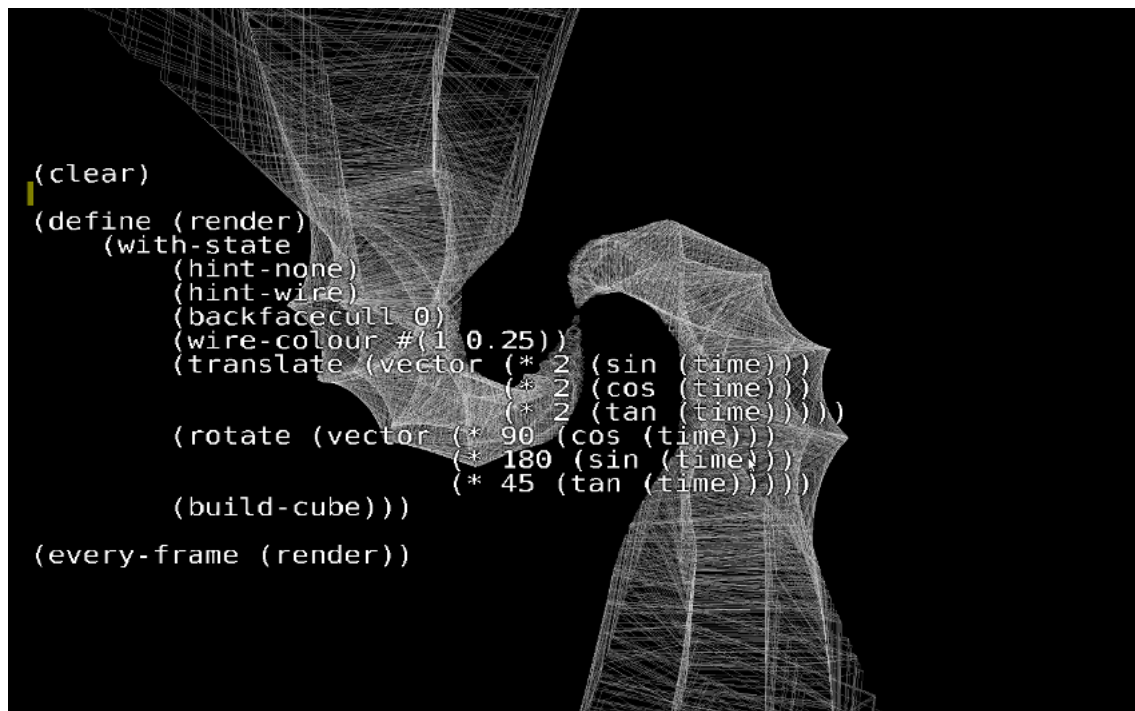 (clear)
(define (render)
(with-state
(hint-none)
(hint-wire)
(backfacecull 0)
(wire-colour #(1 0.25))
(translate (vector (* 2 (sin (time)))
(* 2 (cos (time)))
(* 2 (tan (time)))))
(rotate (vector (* 90 (cos (time)))
(* 180 (sin (time)))
(* 45 (tan (time)))))
(build-cube)))
(every-frame (render))